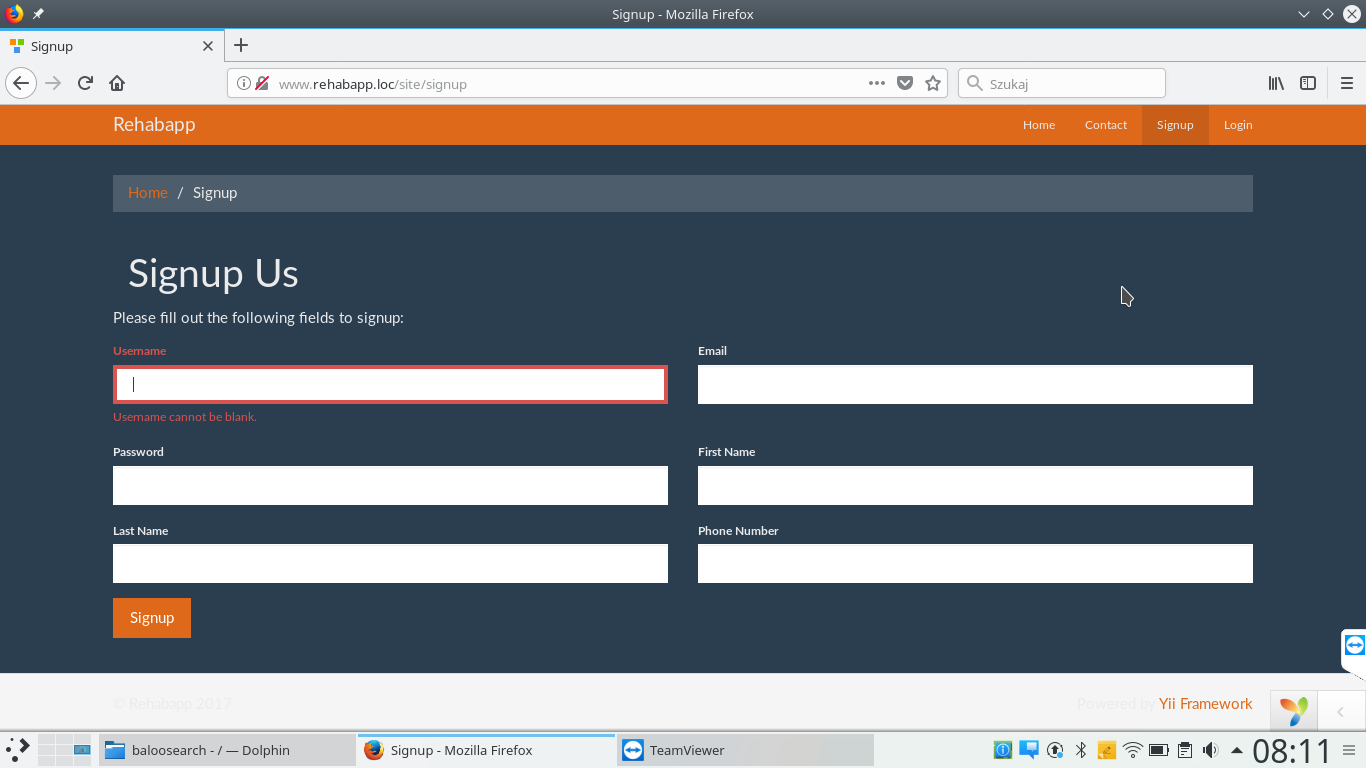 Signup - Mozilla Firefox
Signup
www.rehabapp.loc/site/signup
Szukaj
Rehabapp
Home Contact Signup Login
Home / Signup
Signup Us
Please fill out the following fields to signup:
Username Email
Username cannot be blank.
Password First Name
Last Name Phone Number
Signup
© Rehabapp 2017 Powered by Yii Framework
baloosearch - / — Dolphin Signup - Mozilla Firefox TeamViewer 08:11